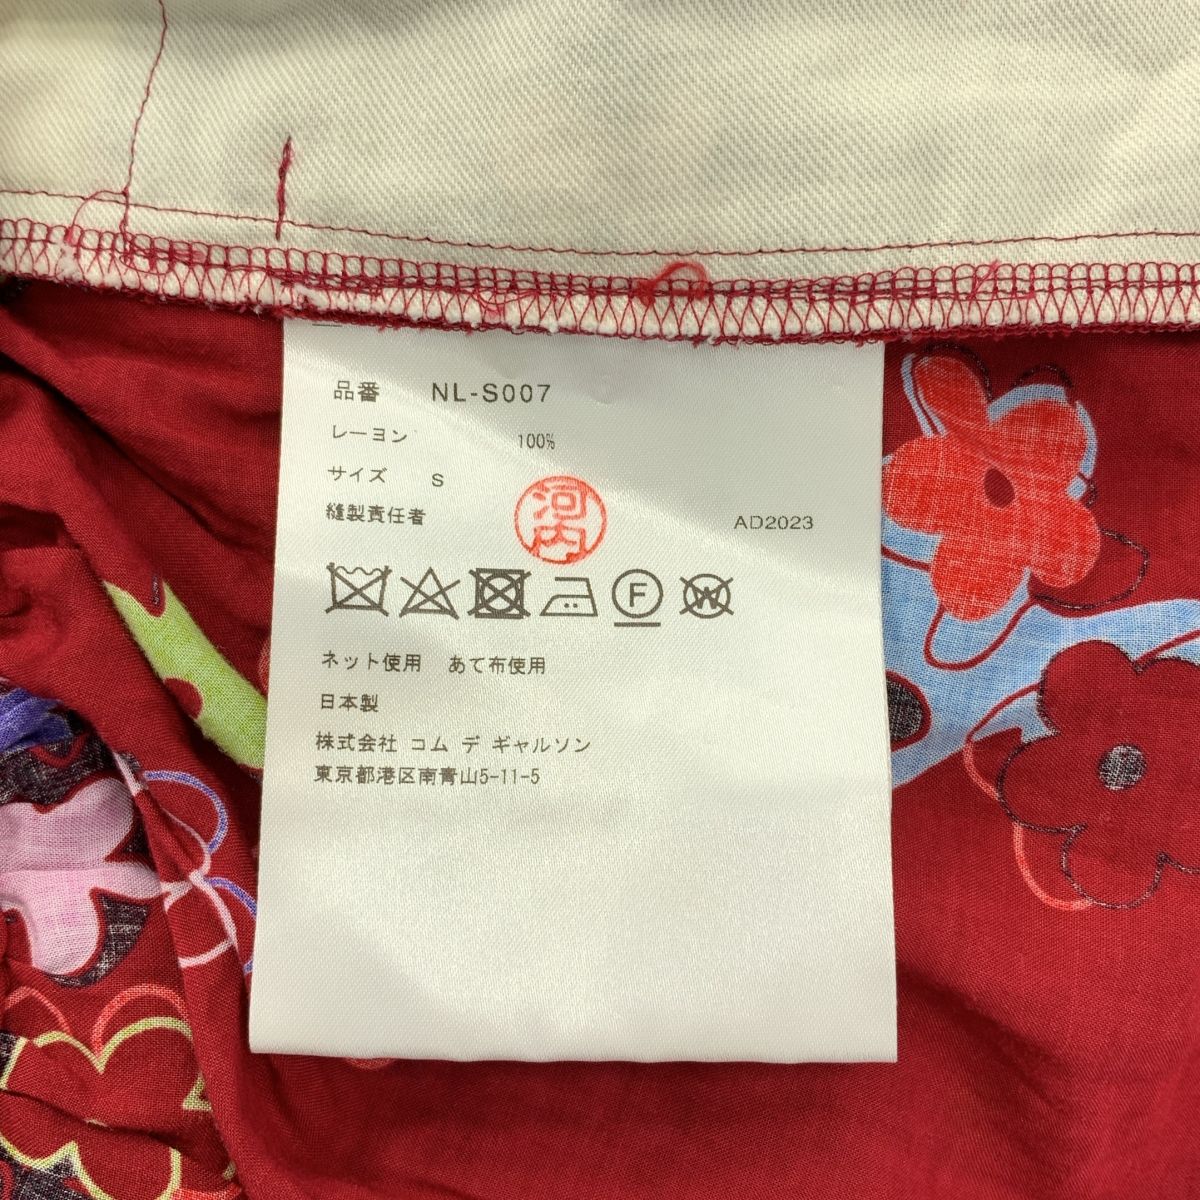 品番 NL-S007
レーヨン 100%
サイズ S
縫製責任者 河内 AD2023
F W
ネット使用 あて布使用
日本製
株式会社 コム デ ギャルソン
東京都港区南青山5-11-5